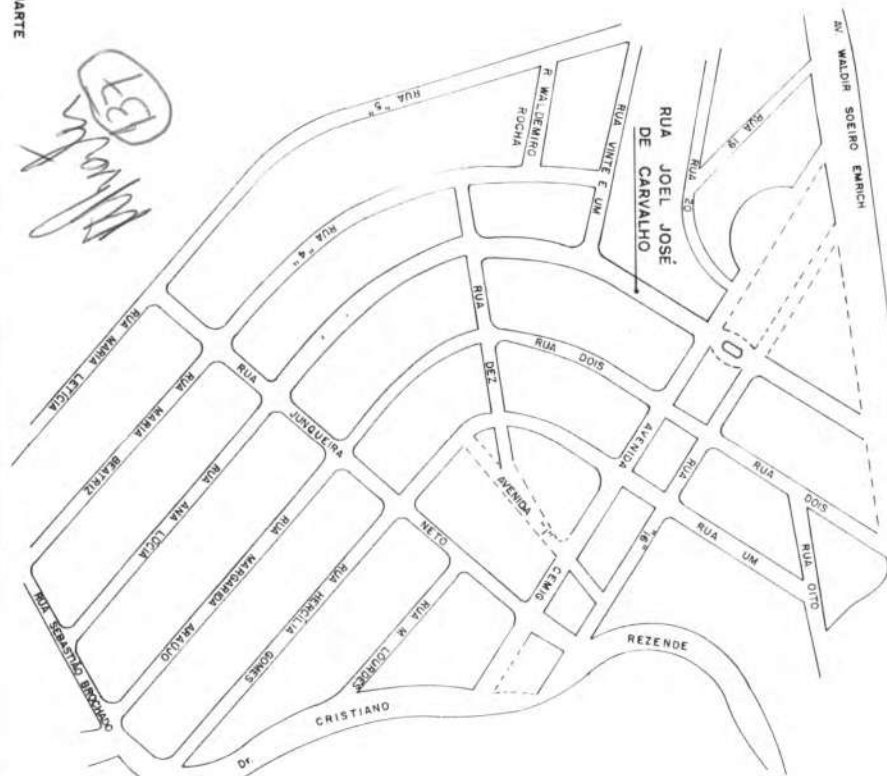 ARTE
137
AV. WALDIR SOEIRO EMRICH
RUA 19
RUA 20
RUA JOEL JOSÉ
DE CARVALHO
RUA VINTE E UM
R WALDEMIRO
ROCHA
RUA "5"
RUA "4"
RUA DEZ
RUA DOIS
AVENIDA
RUA "6"
RUA DOIS
RUA UM
RUA OITO
AVENIDA CEMIG
RUA JUNQUEIRA NETO
RUA MARIA LETÍCIA
RUA MARIA BEATRIZ
RUA ANA LÚCIA
RUA MARGARIDA ARAÚJO
RUA HERCÍLIA GOMES
RUA M LOURDES
RUA SEBASTIÃO BROCHADO
Dr. CRISTIANO REZENDE